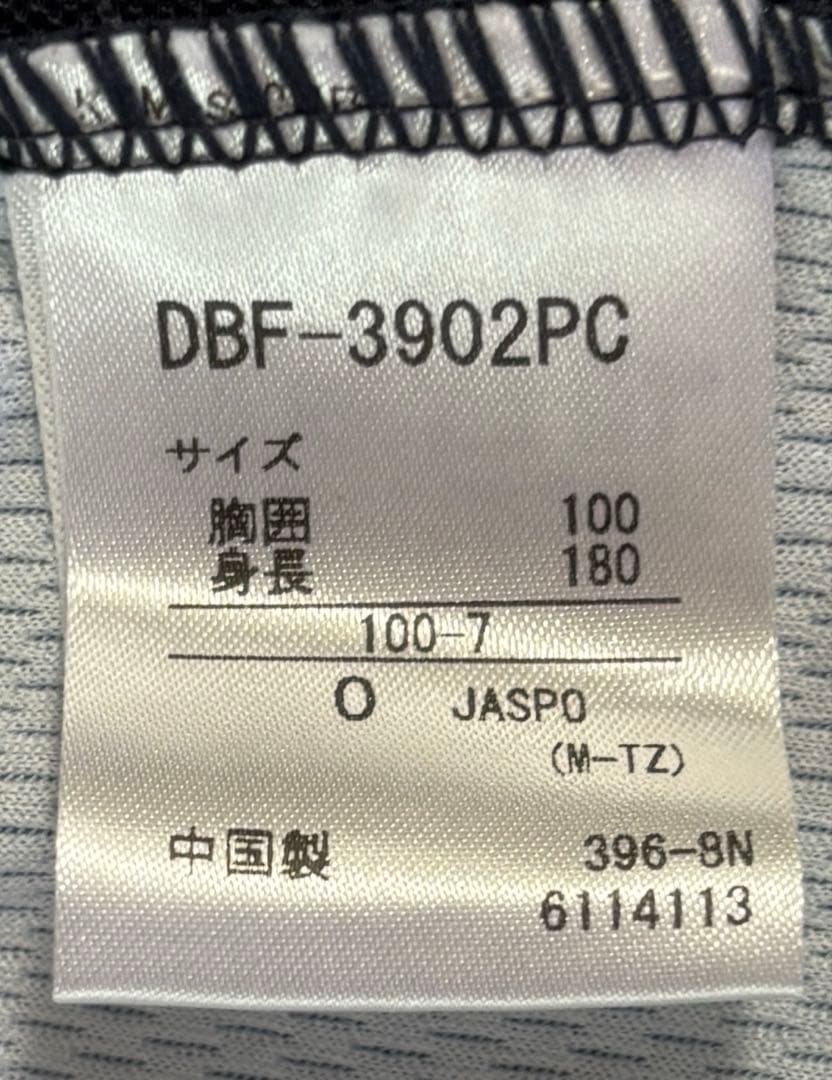 DBF-3902PC
サイズ
胸囲 100
身長 180
100-7
O JASPO
(M-TZ)
中国製 396-8N
6114113